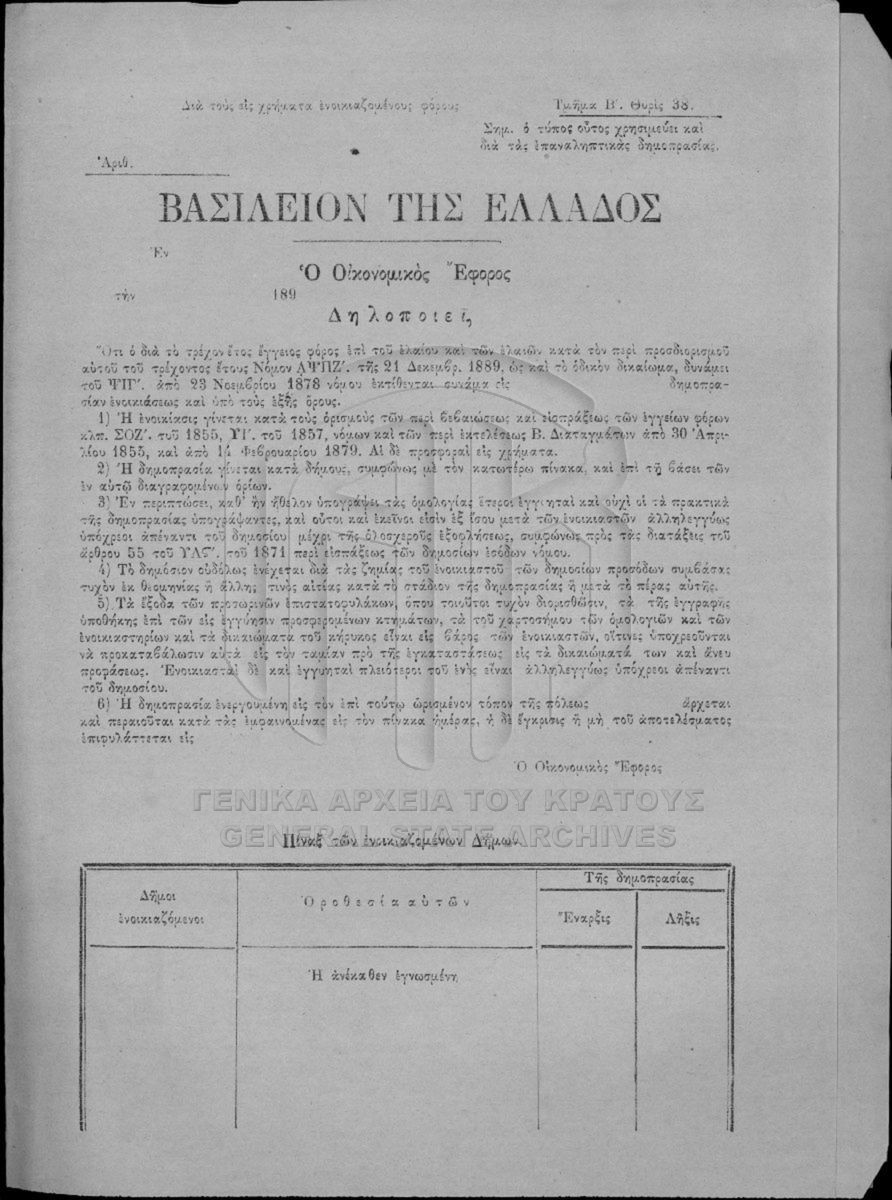 Διὰ τοὺς εἰς χρήματα ἐνοικιαζομένους φόρους
Τμῆμα Β΄. Θυρὶς 38.
Σημ. ὁ τύπος οὗτος χρησιμεύει καὶ
διὰ τὰς ἐπαναληπτικὰς δημοπρασίας.
Ἀριθ.
ΒΑΣΙΛΕΙΟΝ ΤΗΣ ΕΛΛΑΔΟΣ
Ἐν
Ὁ Οἰκονομικὸς Ἔφορος
τὴν 189
Δηλοποιεῖ,
Ὅτι ὁ διὰ τὸ τρέχον ἔτος ἔγγειος φόρος ἐπὶ τοῦ ἐλαίου καὶ τῶν ἐλαιῶν κατὰ τὸν περὶ προσδιορισμοῦ
αὐτοῦ τοῦ τρέχοντος ἔτους Νόμον ΑΨΠΖ΄. τῆς 21 Δεκεμβρ. 1889, ὡς καὶ τὸ ὁδικὸν δικαίωμα, δυνάμει
τοῦ ΨΙΓ΄. ἀπὸ 23 Νοεμβρίου 1878 νόμου ἐκτίθενται συνάμα εἰς δημοπρα-
σίαν ἐνοικιάσεως καὶ ὑπὸ τοὺς ἑξῆς ὅρους.
1) Ἡ ἐνοικίασις γίνεται κατὰ τοὺς ὁρισμοὺς τῶν περὶ βεβαιώσεως καὶ εἰσπράξεως τῶν ἐγγείων φόρων
κλπ. ΣΟΖ΄. τοῦ 1855, ΥΓ΄. τοῦ 1857, νόμων καὶ τῶν περὶ ἐκτελέσεως Β. Διαταγμάτων ἀπὸ 30 Ἀπρι-
λίου 1855, καὶ ἀπὸ 14 Φεβρουαρίου 1879. Αἱ δὲ προσφοραὶ εἰς χρήματα.
2) Ἡ δημοπρασία γίνεται κατὰ δήμους, συμφώνως μὲ τὸν κατωτέρω πίνακα, καὶ ἐπὶ τῇ βάσει τῶν
ἐν αὐτῷ διαγραφομένων ὁρίων.
3) Ἐν περιπτώσει, καθ᾽ ἣν ἤθελον ὑπογράψει τὰς ὁμολογίας ἕτεροι ἐγγυηταὶ καὶ οὐχὶ οἱ τὰ πρακτικὰ
τῆς δημοπρασίας ὑπογράψαντες, καὶ οὗτοι καὶ ἐκεῖνοι εἰσὶν ἐξ ἴσου μετὰ τῶν ἐνοικιαστῶν ἀλληλεγγύως
ὑπόχρεοι ἀπέναντι τοῦ δημοσίου μέχρι τῆς ὁλοσχεροῦς ἐξοφλήσεως, συμφώνως πρὸς τὰς διατάξεις τοῦ
ἄρθρου 55 τοῦ ΥΛϚ΄. τοῦ 1871 περὶ εἰσπράξεως τῶν δημοσίων ἐσόδων νόμου.
4) Τὸ δημόσιον οὐδόλως ἐνέχεται διὰ τὰς ζημίας τοῦ ἐνοικιαστοῦ τῶν δημοσίων προσόδων συμβάσας
τυχὸν ἐκ θεομηνίας ἢ ἄλλης τινὸς αἰτίας κατὰ τὸ στάδιον τῆς δημοπρασίας ἢ μετὰ τὸ πέρας αὐτῆς.
5) Τὰ ἔξοδα τῶν προσωρινῶν ἐπιστατοφυλάκων, ὅπου τοιοῦτοι τυχὸν διορισθῶσιν, τὰ τῆς ἐγγραφῆς
ὑποθήκης ἐπὶ τῶν εἰς ἐγγύησιν προσφερομένων κτημάτων, τὰ τοῦ χαρτοσήμου τῶν ὁμολογιῶν καὶ τῶν
ἐνοικιαστηρίων καὶ τὰ δικαιώματα τοῦ κήρυκος εἶναι εἰς βάρος τῶν ἐνοικιαστῶν, οἵτινες ὑποχρεοῦνται
νὰ προκαταβάλωσιν αὐτὰ εἰς τὸν ταμίαν πρὸ τῆς ἐγκαταστάσεως εἰς τὰ δικαιώματά των καὶ ἄνευ
προφάσεως. Ἐνοικιασταὶ δὲ καὶ ἐγγυηταὶ πλειότεροι τοῦ ἑνὸς εἶναι ἀλληλεγγύως ὑπόχρεοι ἀπέναντι
τοῦ δημοσίου.
6) Ἡ δημοπρασία ἐνεργουμένη εἰς τὸν ἐπὶ τούτῳ ὡρισμένον τόπον τῆς πόλεως ἄρχεται
καὶ περαιοῦται κατὰ τὰς ἐμφαινομένας εἰς τὸν πίνακα ἡμέρας, ἡ δὲ ἔγκρισις ἢ μὴ τοῦ ἀποτελέσματος
ἐπιφυλάττεται εἰς
Ὁ Οἰκονομικὸς Ἔφορος
ΓΕΝΙΚΑ ΑΡΧΕΙΑ ΤΟΥ ΚΡΑΤΟΥΣ
GENERAL STATE ARCHIVES
Πίναξ τῶν ἐνοικιαζομένων Δήμων.
Τῆς δημοπρασίας
Δῆμοι
ἐνοικιαζόμενοι
Ὁροθεσία αὐτῶν
Ἔναρξις
Λῆξις
Ἡ ἀνέκαθεν ἐγνωσμένη